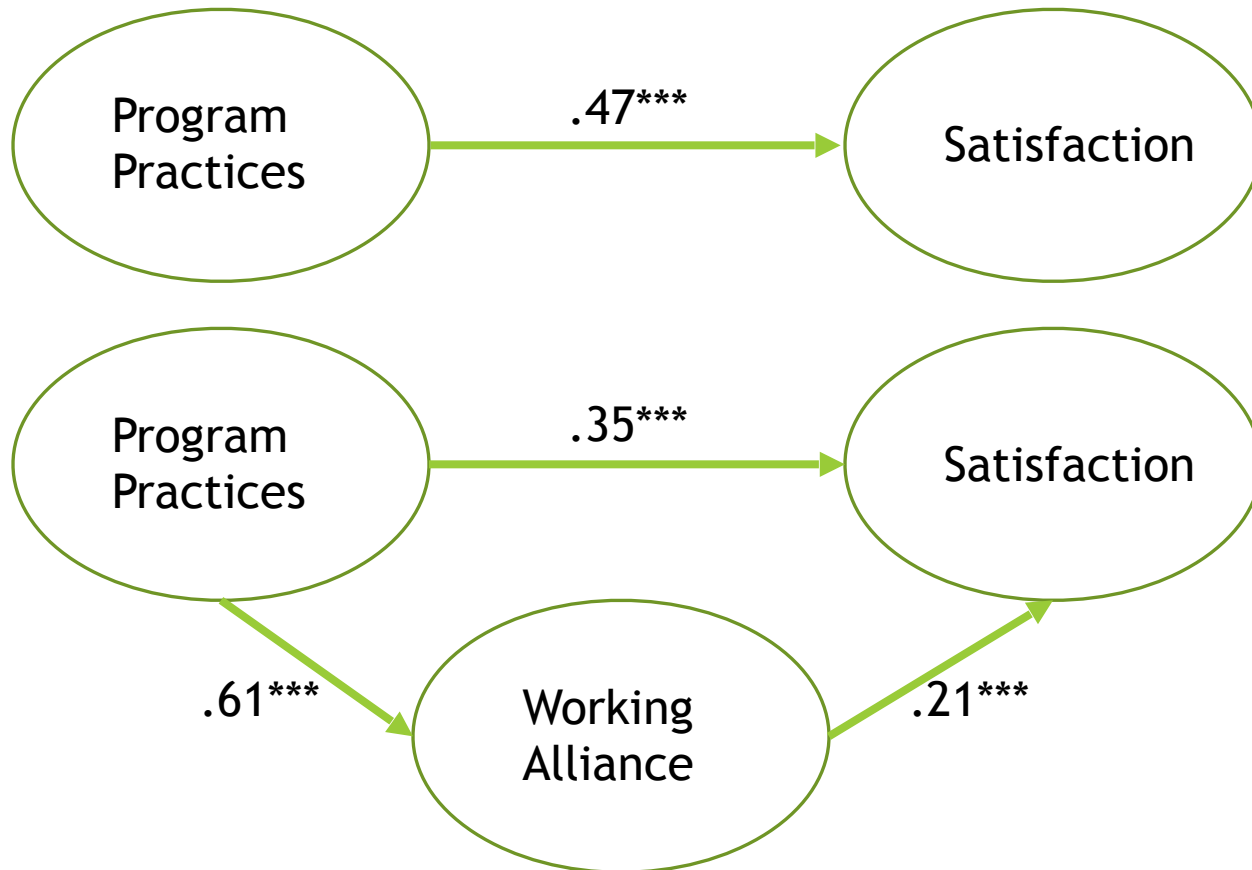 Program
Practices
.47***
Satisfaction
Program
Practices
.35***
Satisfaction
.61***
Working
Alliance
.21***